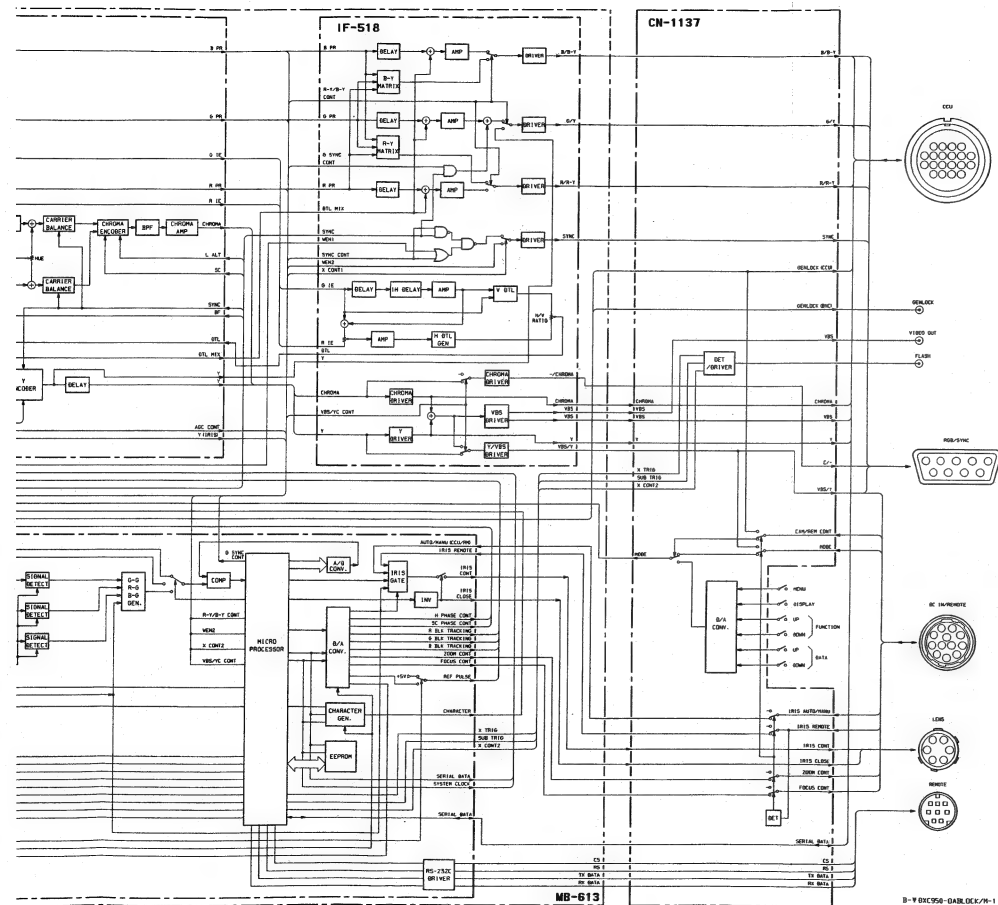 IF-518
CN-1137
B PR
B PR
DELAY
AMP
DRIVER
B/B-Y
B-Y
MATRIX
R-Y/B-Y
CONT
CCU
G PR
G PR
DELAY
AMP
DRIVER
G/Y
G/Y
R-Y
MATRIX
G IE
G SYNC
CONT
R PR
R PR
DELAY
AMP
DRIVER
R/R-Y
R/R-Y
R IE
DTL MIX
CARRIER
BALANCE
CHROMA
ENCODER
BPF
CHROMA
AMP
CHROMA
SYNC
WEN1
DRIVER
SYNC
SYNC
HUE
L ALT
SYNC CONT
WEN2
X CONT1
SC
GENLOCK (CCU)
CARRIER
BALANCE
G IE
DELAY
1H DELAY
AMP
V DTL
SYNC
BF
GENLOCK (BNC)
GENLOCK
H/V
RATIO
VIDEO OUT
DTL
R IE
AMP
H DTL
GEN
VBS
DTL MIX
DTL
Y
DET
/DRIVER
FLASH
Y
Y
ENCODER
DELAY
Y
CHROMA
DRIVER
-/CHROMA
CHROMA
CHROMA
DRIVER
CHROMA
CHROMA
CHROMA
VBS/YC CONT
VBS
DRIVER
VBS
VBS
VBS
VBS
VBS
AGC CONT
Y(IRIS)
Y
Y
DRIVER
Y
Y
Y
RGB/SYNC
Y/VBS
DRIVER
VBS/Y
C/-
X TRIG
SUB TRIG
X CONT2
VBS/Y
CAM/REM CONT
AUTO/MANU (CCU/RM)
IRIS REMOTE
MODE
MODE
G SYNC
CONT
A/D
CONV.
IRIS
GATE
IRIS
CONT
SIGNAL
DETECT
G-G
R-G
B-G
GEN.
COMP
INV
IRIS
CLOSE
MENU
DISPLAY
SIGNAL
DETECT
R-Y/B-Y CONT
H PHASE CONT
SC PHASE CONT
DC IN/REMOTE
UP
DOWN
FUNCTION
WEN2
MICRO
PROCESSOR
D/A
CONV.
R BLK TRACKING
G BLK TRACKING
B BLK TRACKING
D/A
CONV.
SIGNAL
DETECT
X CONT2
ZOOM CONT
UP
DOWN
DATA
VBS/YC CONT
FOCUS CONT
+5V
REF PULSE
CHARACTER
GEN.
CHARACTER
IRIS AUTO/MANU
LENS
X TRIG
SUB TRIG
X CONT2
IRIS REMOTE
EEPROM
IRIS CONT
IRIS CLOSE
SERIAL DATA
SYSTEM CLOCK
ZOOM CONT
REMOTE
FOCUS CONT
SERIAL DATA
DET
SERIAL DATA
RS-232C
DRIVER
CS
RS
TX DATA
RX DATA
CS
RS
TX DATA
RX DATA
MB-613